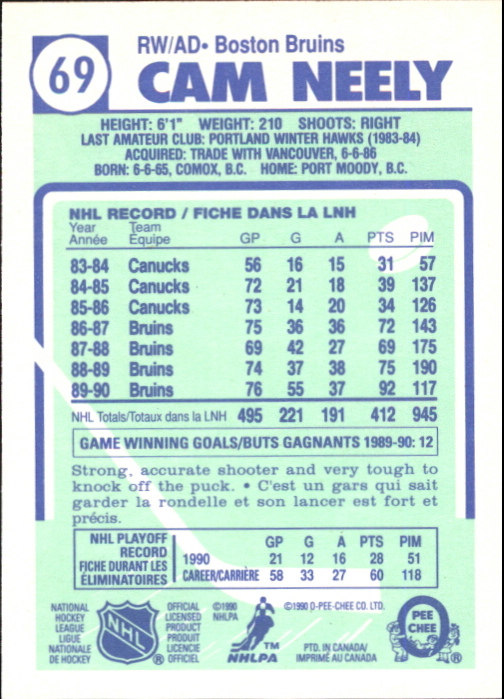 69
RW/AD• Boston Bruins
CAM NEELY
HEIGHT: 6'1" WEIGHT: 210 SHOOTS: RIGHT
LAST AMATEUR CLUB: PORTLAND WINTER HAWKS (1983-84)
ACQUIRED: TRADE WITH VANCOUVER, 6-6-86
BORN: 6-6-65, COMOX, B.C. HOME: PORT MOODY, B.C.
NHL RECORD / FICHE DANS LA LNH
Year Team
Année Équipe GP G A PTS PIM
83-84 Canucks 56 16 15 31 57
84-85 Canucks 72 21 18 39 137
85-86 Canucks 73 14 20 34 126
86-87 Bruins 75 36 36 72 143
87-88 Bruins 69 42 27 69 175
88-89 Bruins 74 37 38 75 190
89-90 Bruins 76 55 37 92 117
NHL Totals/Totaux dans la LNH 495 221 191 412 945
GAME WINNING GOALS/BUTS GAGNANTS 1989-90: 12
Strong, accurate shooter and very tough to
knock off the puck. • C'est un gars qui sait
garder la rondelle et son lancer est fort et
précis.
NHL PLAYOFF GP G A PTS PIM
RECORD 1990 21 12 16 28 51
FICHE DURANT LES CAREER/CARRIÈRE 58 33 27 60 118
ÉLIMINATOIRES
NATIONAL
HOCKEY
LEAGUE
LIGUE
NATIONALE
DE HOCKEY
NHL
®
OFFICIAL
LICENSED
PRODUCT
PRODUIT
LICENCIE
OFFICIEL
©1990
NHLPA
TM
NHLPA
©1990 O-PEE-CHEE CO. LTD.
PTD. IN CANADA/
IMPRIMÉ AU CANADA
PEE
CHEE
®